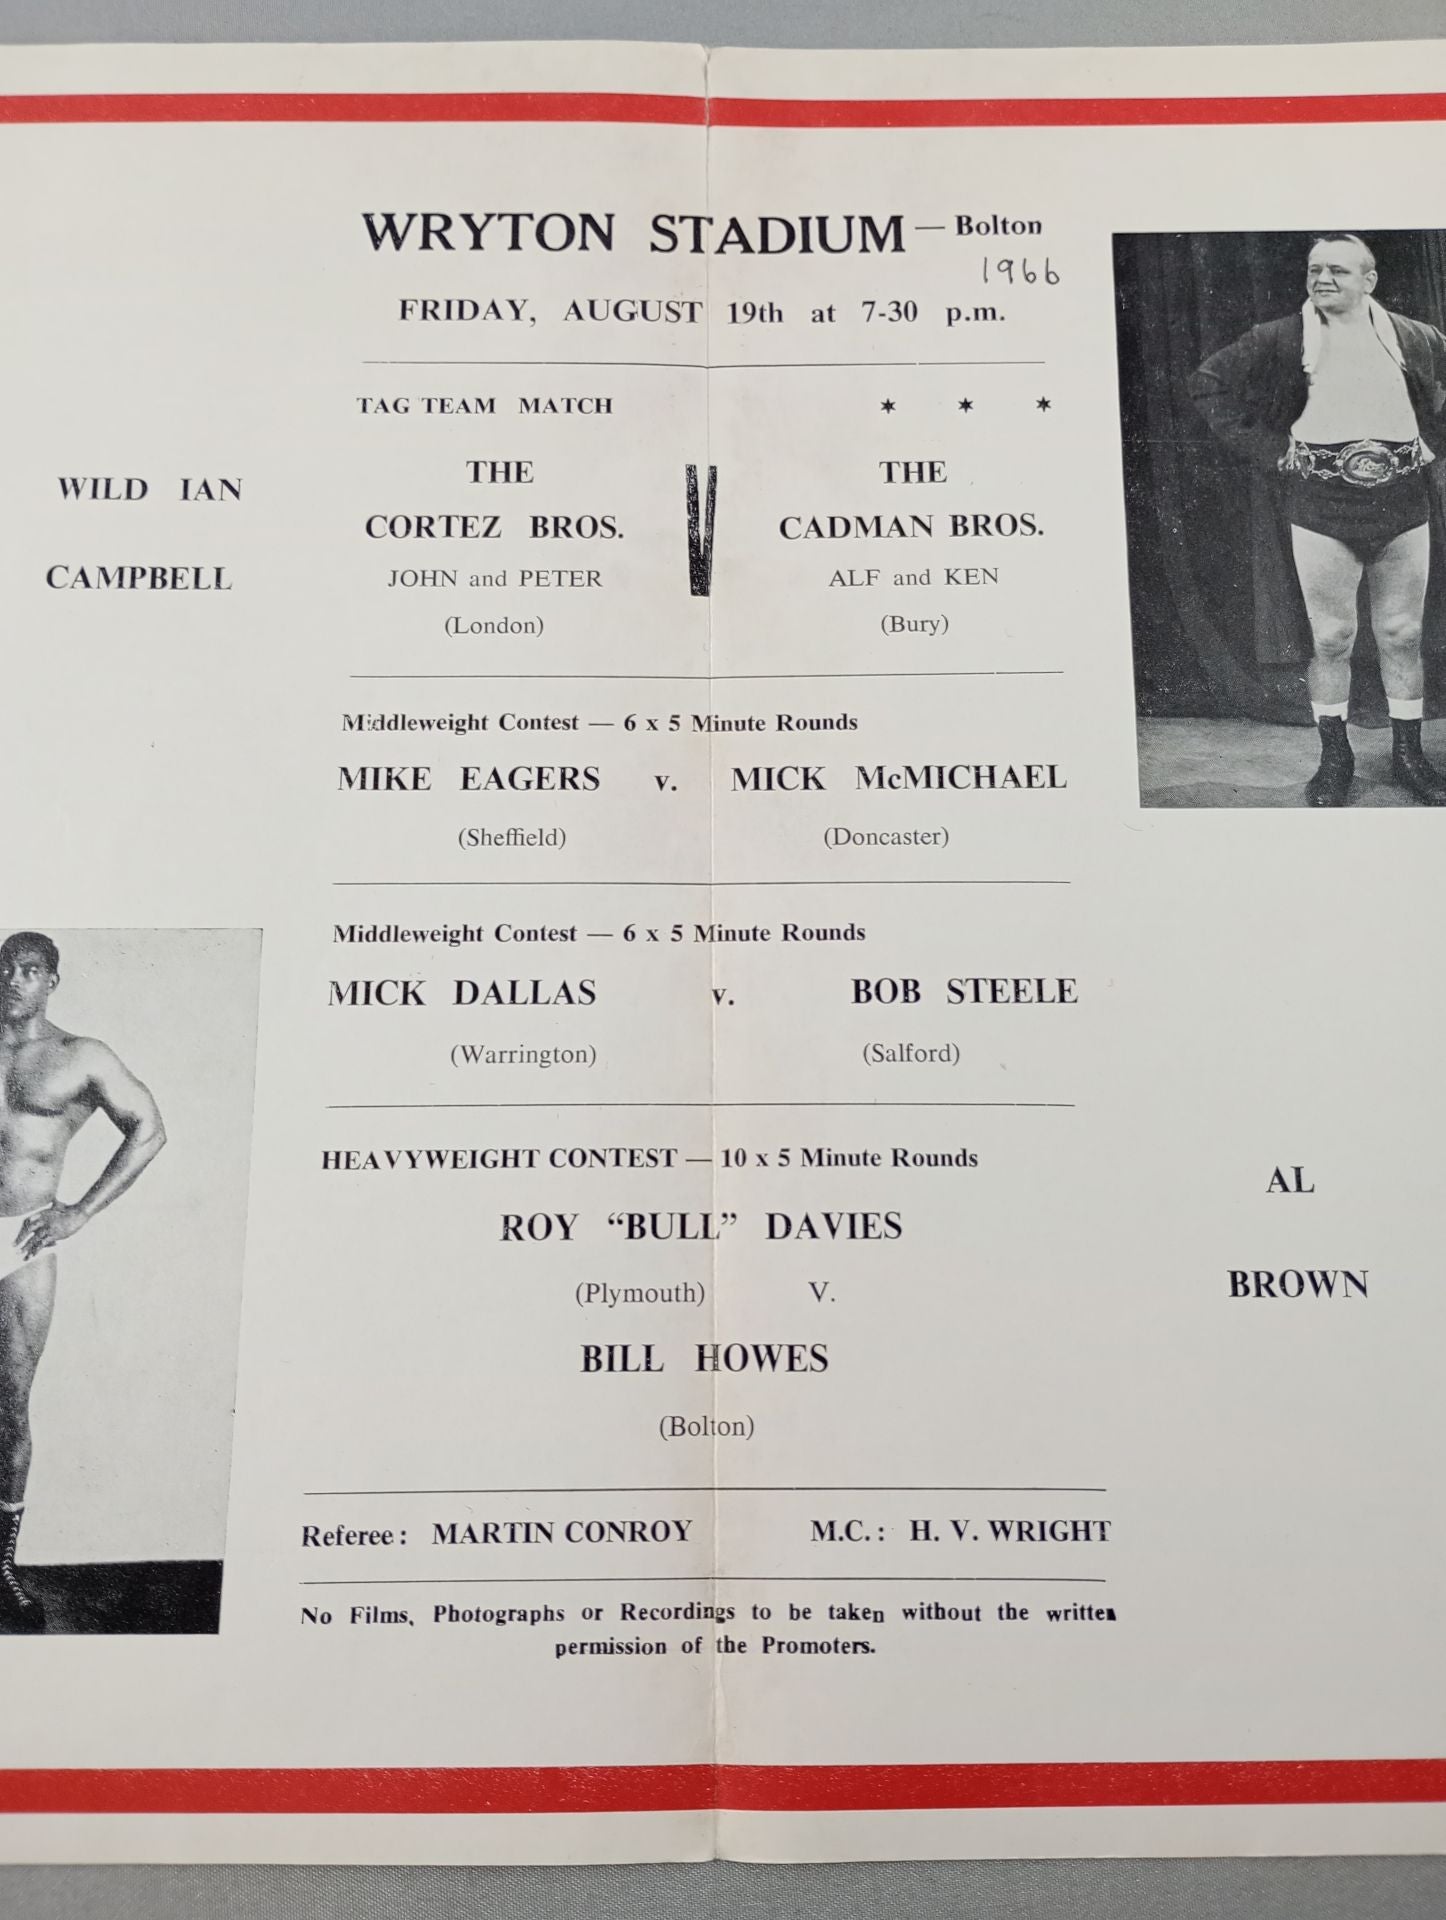 WRYTON STADIUM — Bolton
1966
FRIDAY, AUGUST 19th at 7-30 p.m.
TAG TEAM MATCH * * *
THE V THE
CORTEZ BROS. CADMAN BROS.
JOHN and PETER ALF and KEN
(London) (Bury)
WILD IAN
CAMPBELL
Middleweight Contest — 6 x 5 Minute Rounds
MIKE EAGERS v. MICK McMICHAEL
(Sheffield) (Doncaster)
Middleweight Contest — 6 x 5 Minute Rounds
MICK DALLAS v. BOB STEELE
(Warrington) (Salford)
HEAVYWEIGHT CONTEST — 10 x 5 Minute Rounds
ROY “BULL” DAVIES
(Plymouth) V.
BILL HOWES
(Bolton)
AL
BROWN
Referee: MARTIN CONROY M.C.: H. V. WRIGHT
No Films, Photographs or Recordings to be taken without the written
permission of the Promoters.